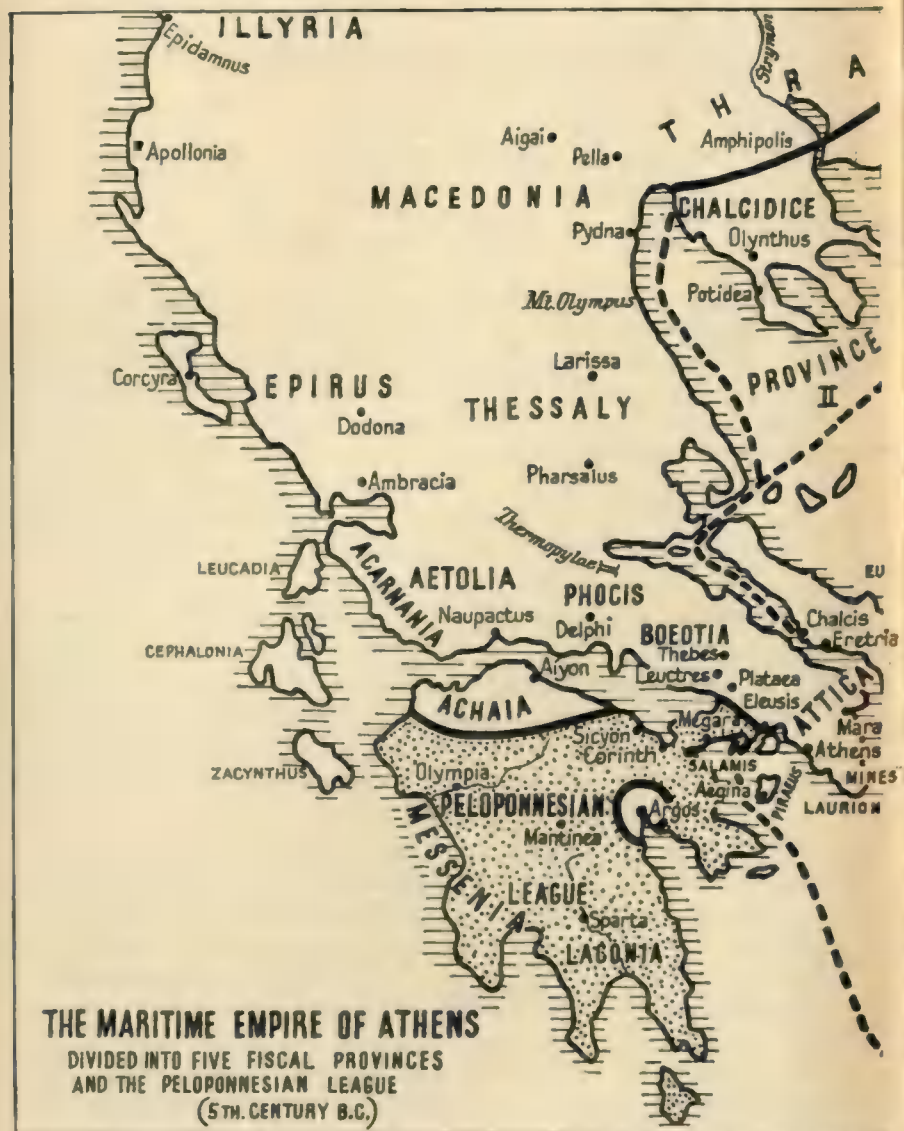 ILLYRIA
Epidamnus
Strymon
T H R A
Apollonia
Aigai
Pella
Amphipolis
MACEDONIA
CHALCIDICE
Pydna
Olynthus
Mt. Olympus
Potidea
Corcyra
EPIRUS
Larissa
PROVINCE
II
Dodona
THESSALY
Ambracia
Pharsalus
Thermopylae
LEUCADIA
ACARNANIA
AETOLIA
PHOCIS
EU
Naupactus
Delphi
BOEOTIA
Chalcis
Eretria
CEPHALONIA
Thebes
Aiyon
Leuctres
Plataea
ATTICA
Eleusis
ACHAIA
Megara
Mara
Sicyon
Corinth
SALAMIS
Athens
ZACYNTHUS
Olympia
Aegina
PIRAEUS
MINES
LAURION
PELOPONNESIAN
Argos
MESSENIA
Mantinea
LEAGUE
Sparta
LACONIA
THE MARITIME EMPIRE OF ATHENS
DIVIDED INTO FIVE FISCAL PROVINCES
AND THE PELOPONNESIAN LEAGUE
(5TH. CENTURY B.C.)